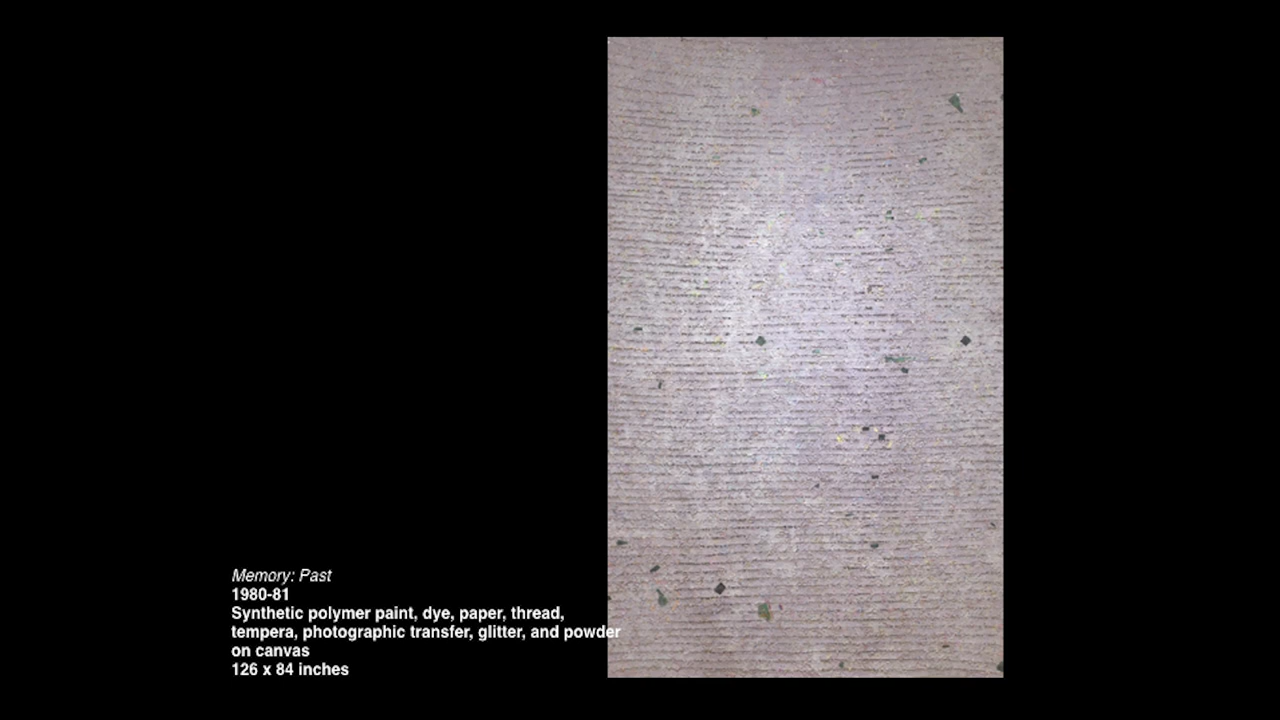 Memory: Past
1980-81
Synthetic polymer paint, dye, paper, thread,
tempera, photographic transfer, glitter, and powder
on canvas
126 x 84 inches